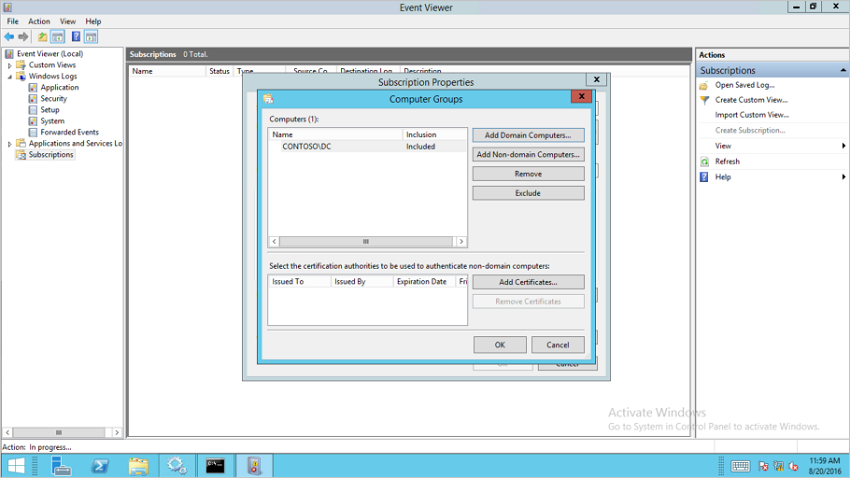 Event Viewer
File Action View Help
Event Viewer (Local)
Custom Views
Windows Logs
Application
Security
Setup
System
Forwarded Events
Applications and Services Lo
Subscriptions
Subscriptions 0 Total.
Name Status Type Source Co... Destination Log Description
Subscription Properties
Computer Groups
Computers (1):
Name Inclusion
CONTOSO\DC Included
Add Domain Computers...
Add Non-domain Computers...
Remove
Exclude
Select the certification authorities to be used to authenticate non-domain computers:
Issued To Issued By Expiration Date Fri
Add Certificates...
Remove Certificates
OK Cancel
Actions
Subscriptions
Open Saved Log...
Create Custom View...
Import Custom View...
Create Subscription...
View
Refresh
Help
Activate Windows
Go to System in Control Panel to activate Windows.
Action: In progress...
11:59 AM
8/20/2016